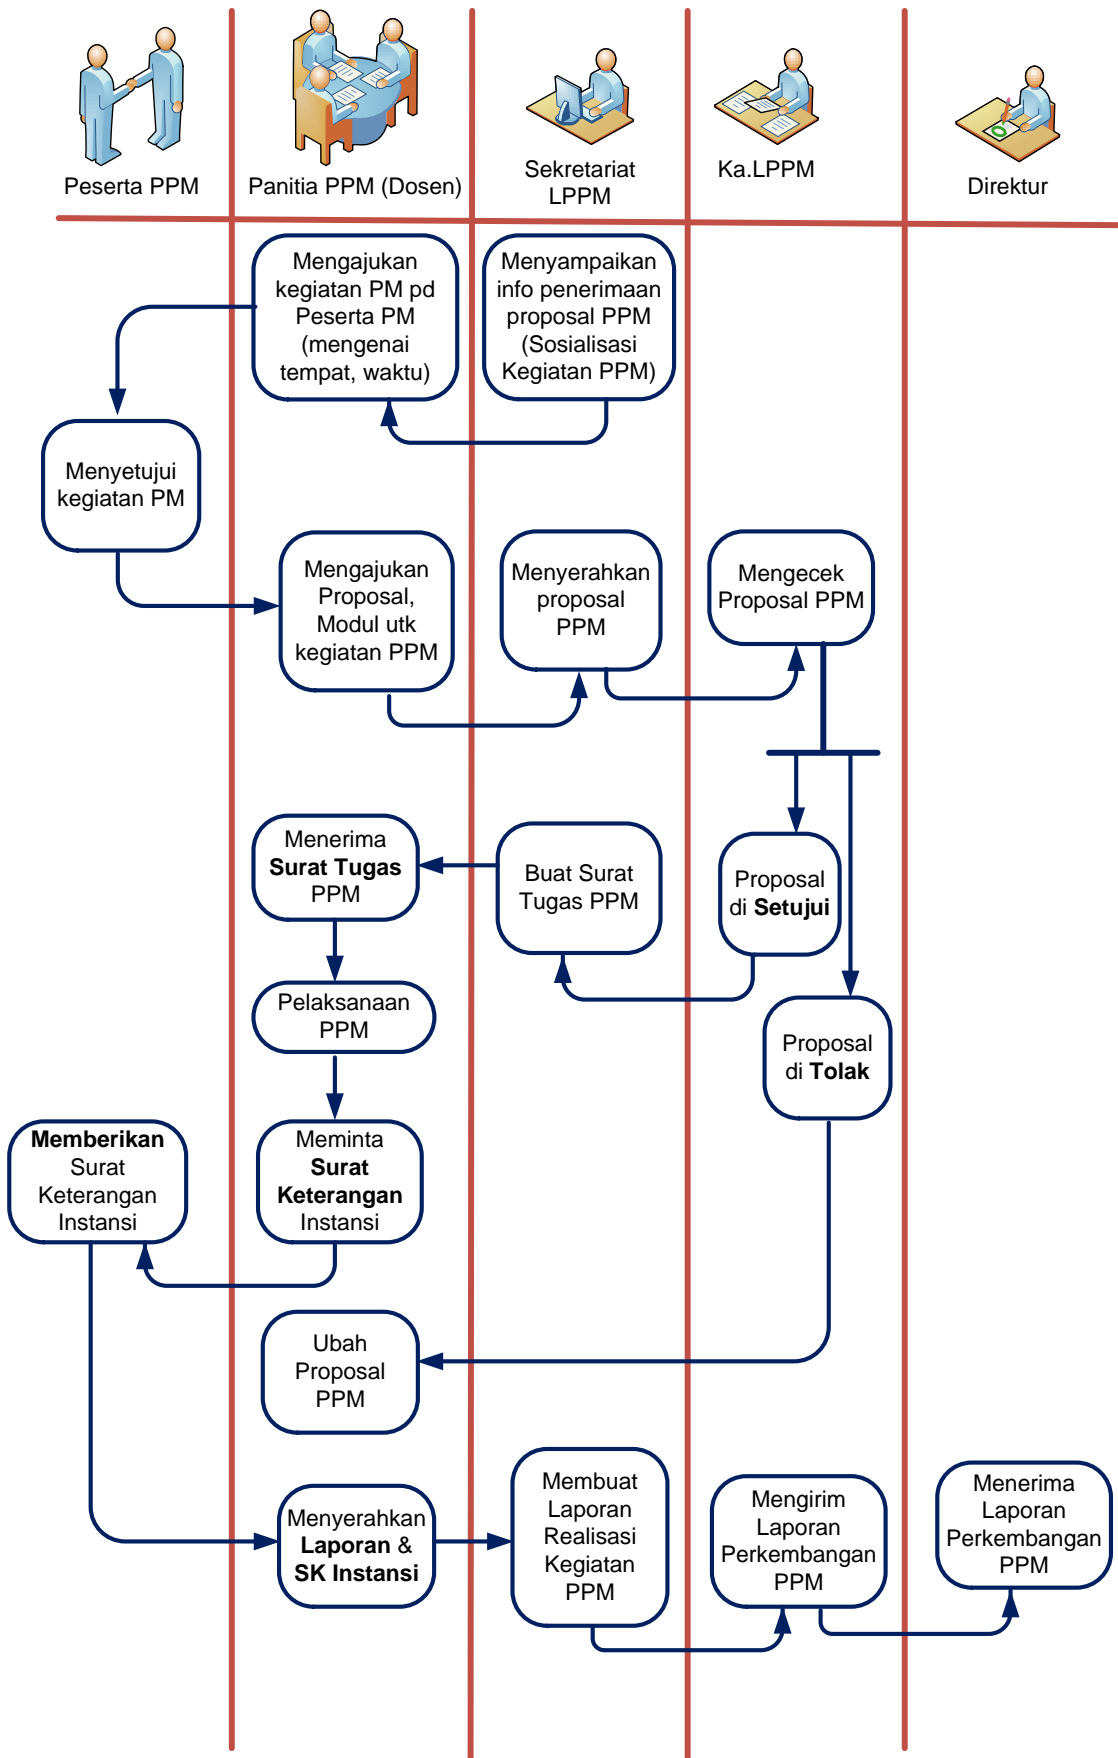 Peserta PPM
Panitia PPM (Dosen)
Sekretariat
LPPM
Ka.LPPM
Direktur
Mengajukan
kegiatan PM pd
Peserta PM
(mengenai
tempat, waktu)
Menyampaikan
info penerimaan
proposal PPM
(Sosialisasi
Kegiatan PPM)
Menyetujui
kegiatan PM
Mengajukan
Proposal,
Modul utk
kegiatan PPM
Menyerahkan
proposal
PPM
Mengecek
Proposal PPM
Menerima
Surat Tugas
PPM
Buat Surat
Tugas PPM
Proposal
di Setujui
Pelaksanaan
PPM
Proposal
di Tolak
Memberikan
Surat
Keterangan
Instansi
Meminta
Surat
Keterangan
Instansi
Ubah
Proposal
PPM
Menyerahkan
Laporan &
SK Instansi
Membuat
Laporan
Realisasi
Kegiatan
PPM
Mengirim
Laporan
Perkembangan
PPM
Menerima
Laporan
Perkembangan
PPM